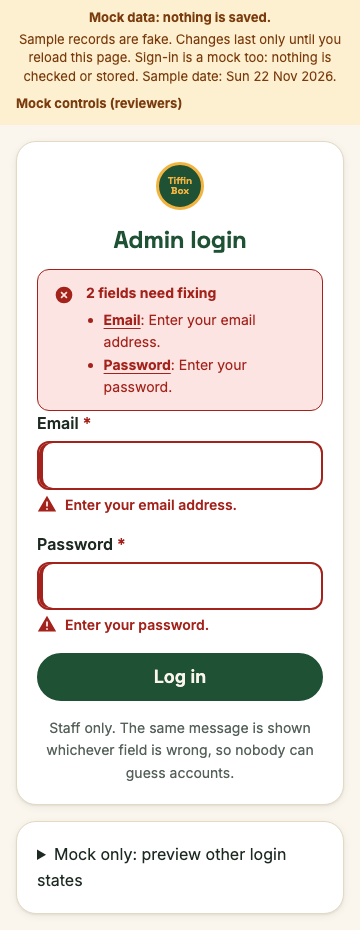 Mock data: nothing is saved.
Sample records are fake. Changes last only until you
reload this page. Sign-in is a mock too: nothing is
checked or stored. Sample date: Sun 22 Nov 2026.
Mock controls (reviewers)
Tiffin
Box
Admin login
2 fields need fixing
• Email: Enter your email
address.
• Password: Enter your
password.
Email *
Enter your email address.
Password *
Enter your password.
Log in
Staff only. The same message is shown
whichever field is wrong, so nobody can
guess accounts.
▶ Mock only: preview other login
states